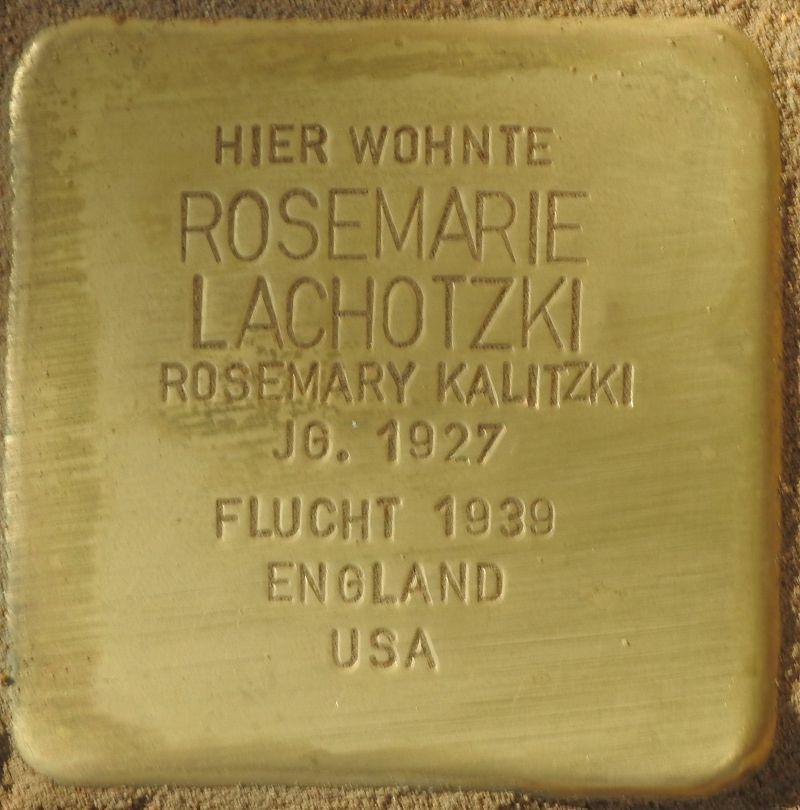 HIER WOHNTE
ROSEMARIE
LACHOTZKI
ROSEMARY KALITZKI
JG. 1927
FLUCHT 1939
ENGLAND
USA